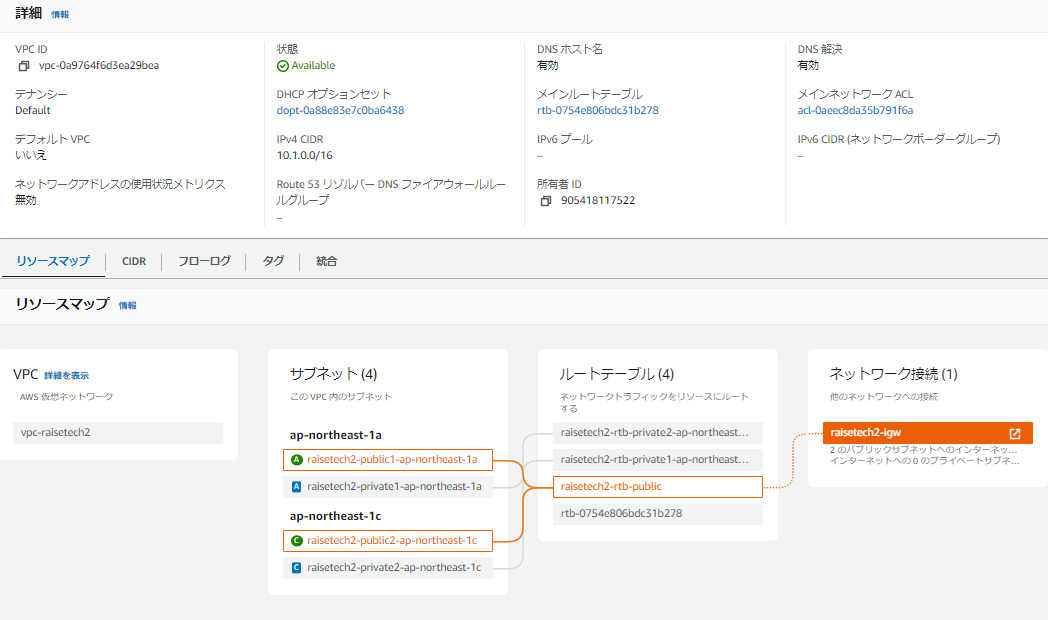 詳細 情報
VPC ID
vpc-0a9764f6d3ea29bea
状態
Available
DNS ホスト名
有効
DNS 解決
有効
テナンシー
Default
DHCP オプションセット
dopt-0a88e83e7c0ba6438
メインルートテーブル
rtb-0754e806bdc31b278
メインネットワーク ACL
acl-0aeec8da35b791f6a
デフォルト VPC
いいえ
IPv4 CIDR
10.1.0.0/16
IPv6 プール
–
IPv6 CIDR (ネットワークボーダーグループ)
–
ネットワークアドレスの使用状況メトリクス
無効
Route 53 リゾルバー DNS ファイアウォールルー
ルグループ
–
所有者 ID
905418117522
リソースマップ
CIDR
フローログ
タグ
統合
リソースマップ 情報
VPC 詳細を表示
AWS 仮想ネットワーク
vpc-raisetech2
サブネット (4)
この VPC 内のサブネット
ap-northeast-1a
A raisetech2-public1-ap-northeast-1a
A raisetech2-private1-ap-northeast-1a
ap-northeast-1c
C raisetech2-public2-ap-northeast-1c
C raisetech2-private2-ap-northeast-1c
ルートテーブル (4)
ネットワークトラフィックをリソースにルート
する
raisetech2-rtb-private2-ap-northeast...
raisetech2-rtb-private1-ap-northeast...
raisetech2-rtb-public
rtb-0754e806bdc31b278
ネットワーク接続 (1)
他のネットワークへの接続
raisetech2-igw
2 のパブリックサブネットへのインターネッ...
インターネットへの 0 のプライベートサブネ...